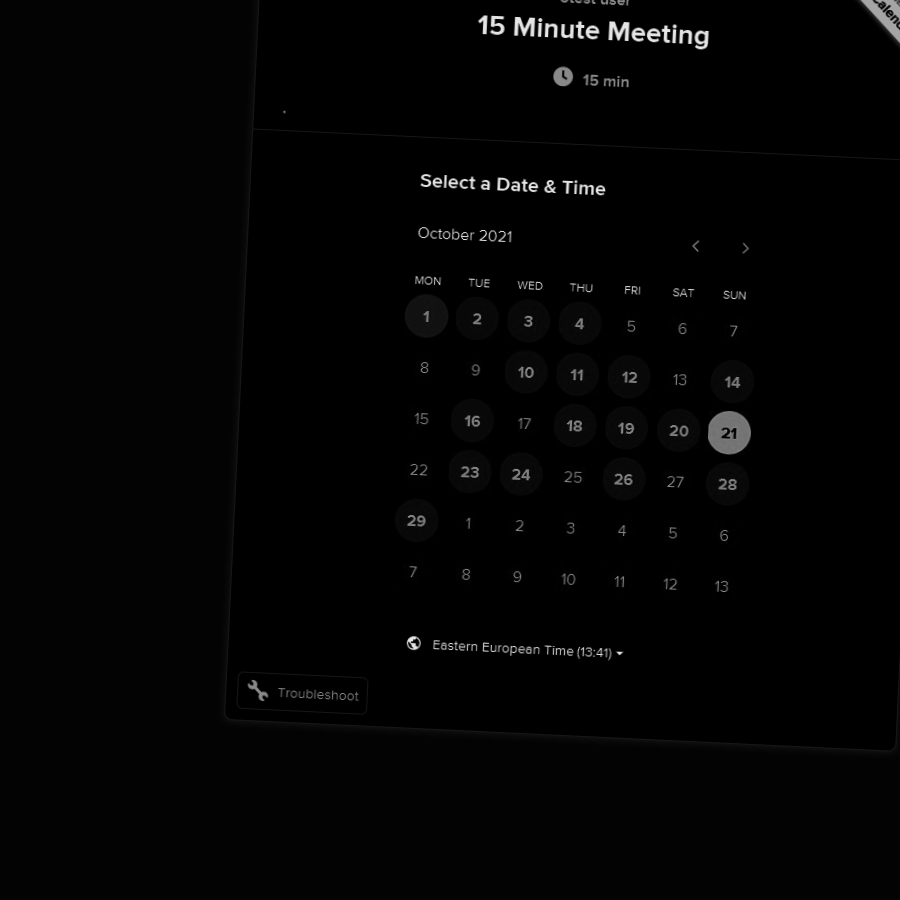 15 Minute Meeting
15 min
Select a Date & Time
October 2021
MON TUE WED THU FRI SAT SUN
1 2 3 4 5 6 7
8 9 10 11 12 13 14
15 16 17 18 19 20 21
22 23 24 25 26 27 28
29 1 2 3 4 5 6
7 8 9 10 11 12 13
Eastern European Time (13:41)
Troubleshoot